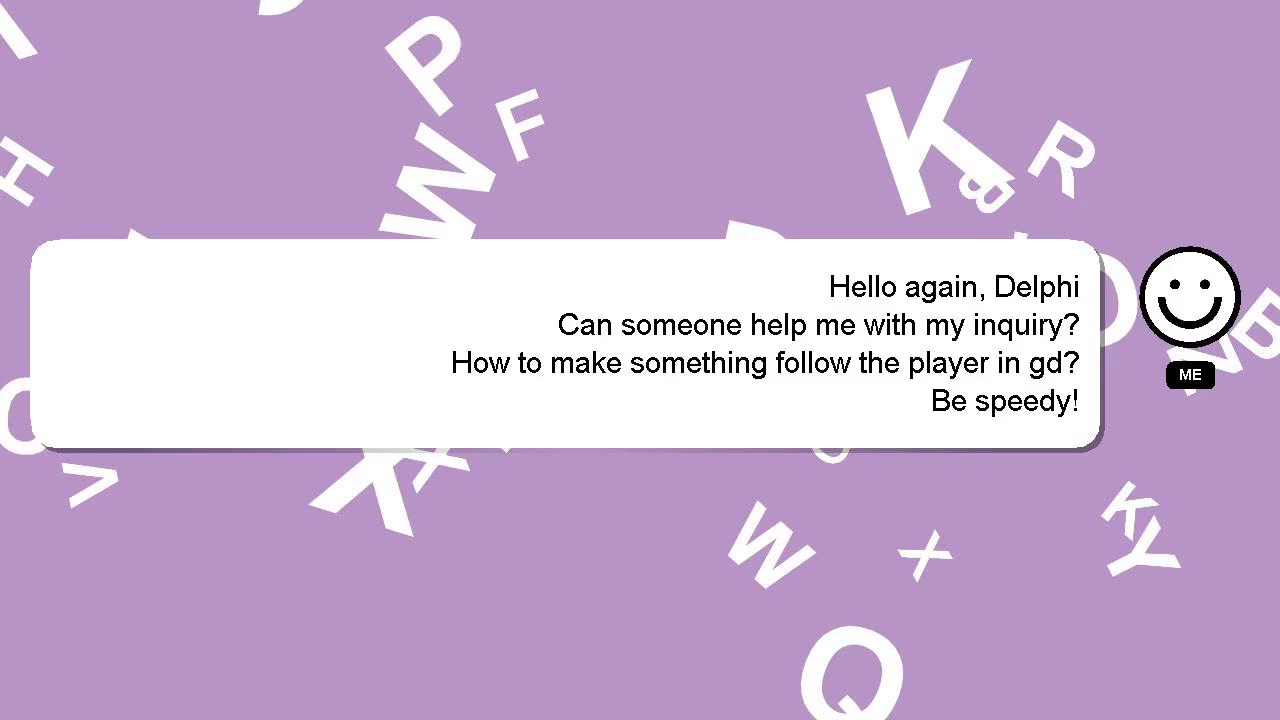 Hello again, Delphi
Can someone help me with my inquiry?
How to make something follow the player in gd?
Be speedy!
ME
P
F
W
K
R
B
H
V
X
X
W
X
K
Y
Q
N
B